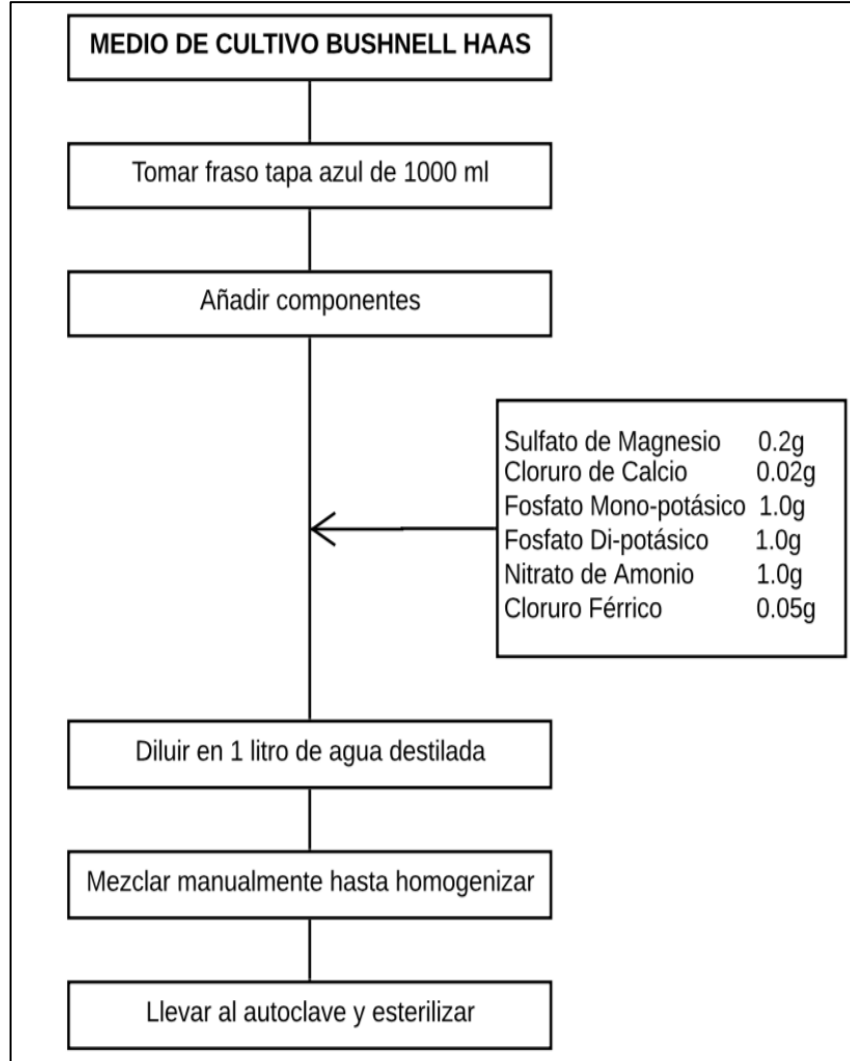 MEDIO DE CULTIVO BUSHNELL HAAS
Tomar fraso tapa azul de 1000 ml
Añadir componentes
Sulfato de Magnesio 0.2g
Cloruro de Calcio 0.02g
Fosfato Mono-potásico 1.0g
Fosfato Di-potásico 1.0g
Nitrato de Amonio 1.0g
Cloruro Férrico 0.05g
Diluir en 1 litro de agua destilada
Mezclar manualmente hasta homogenizar
Llevar al autoclave y esterilizar